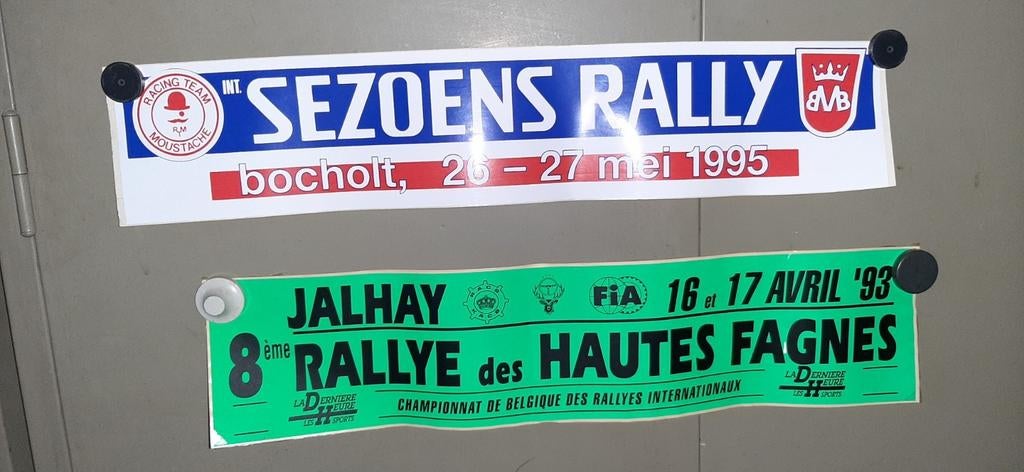 RACING TEAM
MOUSTACHE
RMT
INT. SEZOENS RALLY
BMB
bocholt, 26 – 27 mei 1995
JALHAY
FiA
16 et 17 AVRIL '93
8ème RALLYE des HAUTES FAGNES
LA DERNIERE HEURE
LES SPORTS
CHAMPIONNAT DE BELGIQUE DES RALLYES INTERNATIONAUX
LA DERNIERE HEURE
LES SPORTS